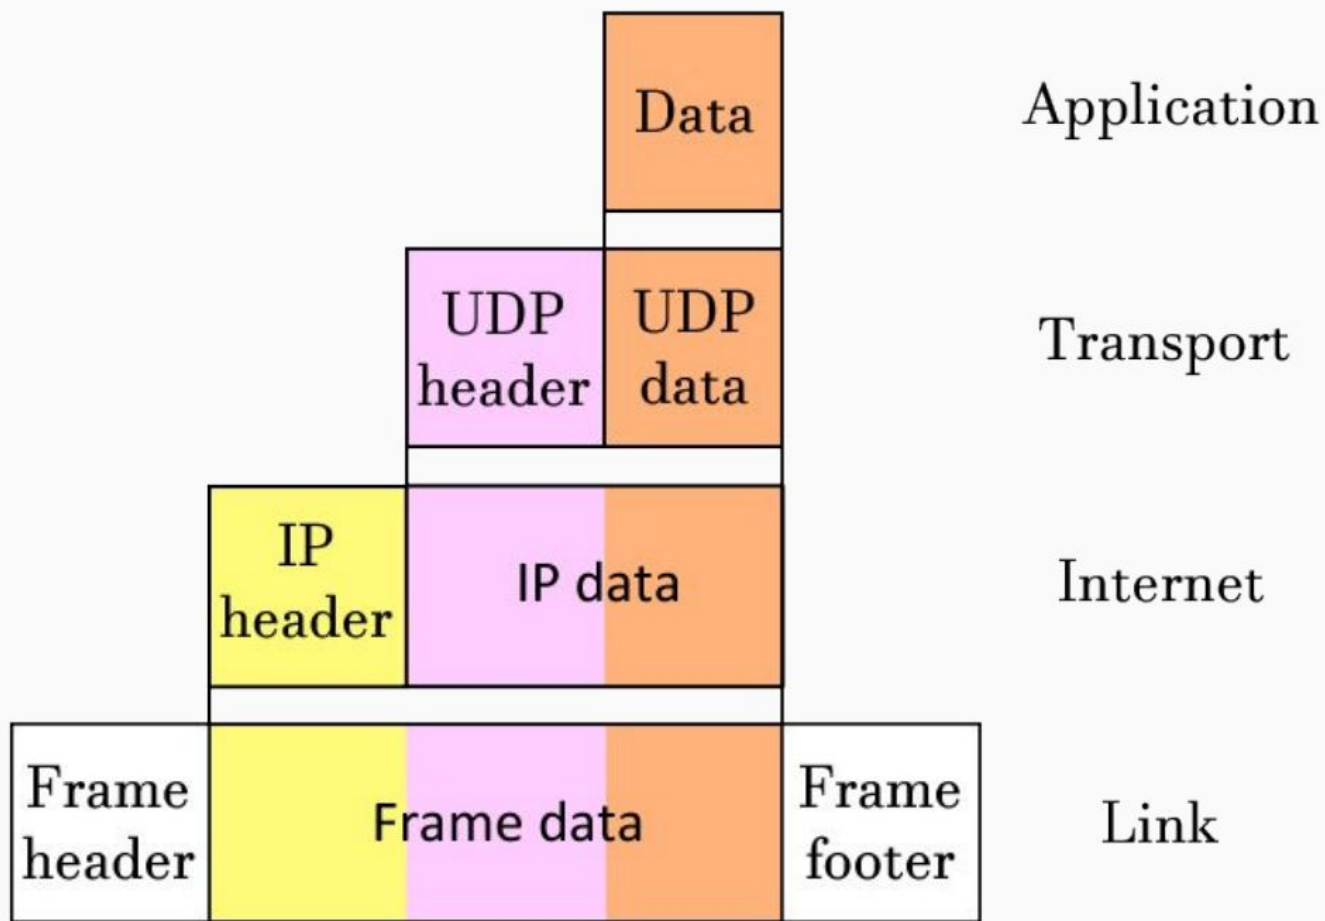 Data
Application
UDP
header
UDP
data
Transport
IP
header
IP data
Internet
Frame
header
Frame data
Frame
footer
Link